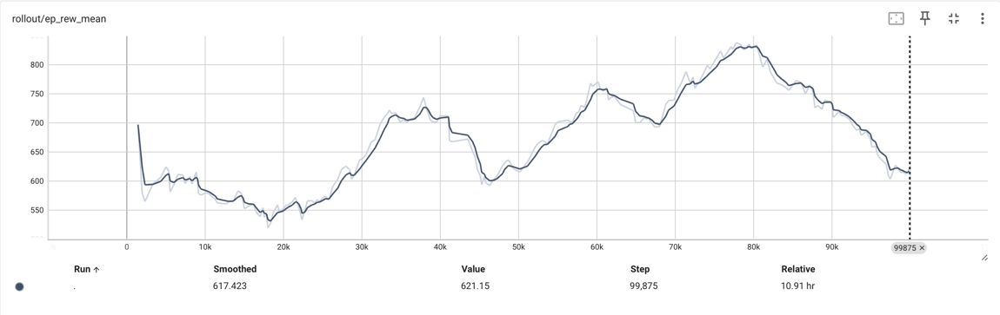 rollout/ep_rew_mean
800
750
700
650
600
550
0 10k 20k 30k 40k 50k 60k 70k 80k 90k 99875 ✕
Run ↑ Smoothed Value Step Relative
. 617.423 621.15 99,875 10.91 hr